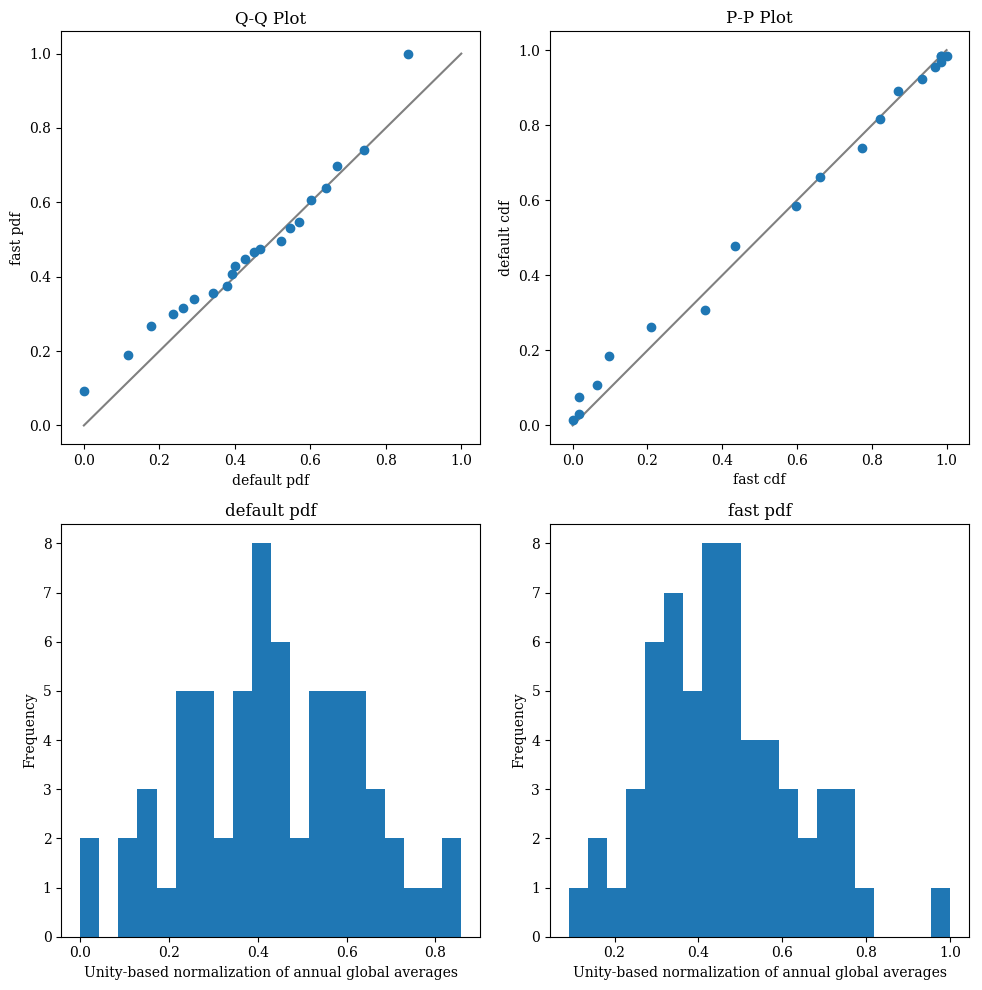 Q-Q Plot
1.0
0.8
0.6
0.4
0.2
0.0
fast pdf
0.0 0.2 0.4 0.6 0.8 1.0
default pdf
P-P Plot
1.0
0.8
0.6
0.4
0.2
0.0
default cdf
0.0 0.2 0.4 0.6 0.8 1.0
fast cdf
default pdf
8
7
6
5
4
3
2
1
0
Frequency
0.0 0.2 0.4 0.6 0.8
Unity-based normalization of annual global averages
fast pdf
8
7
6
5
4
3
2
1
0
Frequency
0.2 0.4 0.6 0.8 1.0
Unity-based normalization of annual global averages